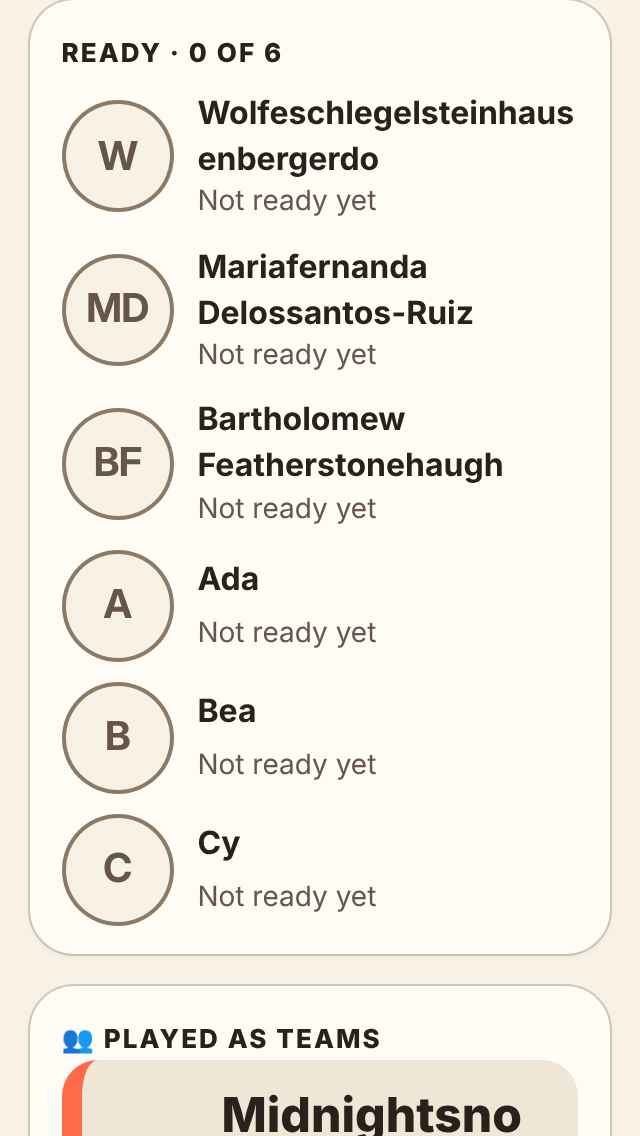 READY · 0 OF 6
W
Wolfeschlegelsteinhaus
enbergerdo
Not ready yet
MD
Mariafernanda
Delossantos-Ruiz
Not ready yet
BF
Bartholomew
Featherstonehaugh
Not ready yet
A
Ada
Not ready yet
B
Bea
Not ready yet
C
Cy
Not ready yet
👥 PLAYED AS TEAMS
Midnightsno